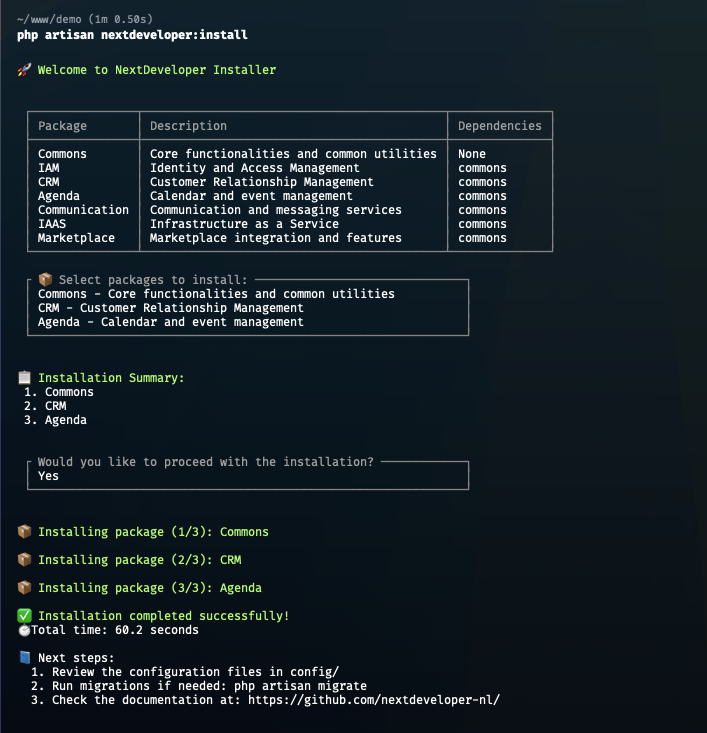 ~/www/demo (1m 0.50s)
php artisan nextdeveloper:install
🚀 Welcome to NextDeveloper Installer
Package Description Dependencies
Commons Core functionalities and common utilities None
IAM Identity and Access Management commons
CRM Customer Relationship Management commons
Agenda Calendar and event management commons
Communication Communication and messaging services commons
IAAS Infrastructure as a Service commons
Marketplace Marketplace integration and features commons
📦 Select packages to install:
Commons - Core functionalities and common utilities
CRM - Customer Relationship Management
Agenda - Calendar and event management
📋 Installation Summary:
1. Commons
2. CRM
3. Agenda
Would you like to proceed with the installation?
Yes
📦 Installing package (1/3): Commons
📦 Installing package (2/3): CRM
📦 Installing package (3/3): Agenda
✅ Installation completed successfully!
⏱Total time: 60.2 seconds
📘 Next steps:
1. Review the configuration files in config/
2. Run migrations if needed: php artisan migrate
3. Check the documentation at: https://github.com/nextdeveloper-nl/